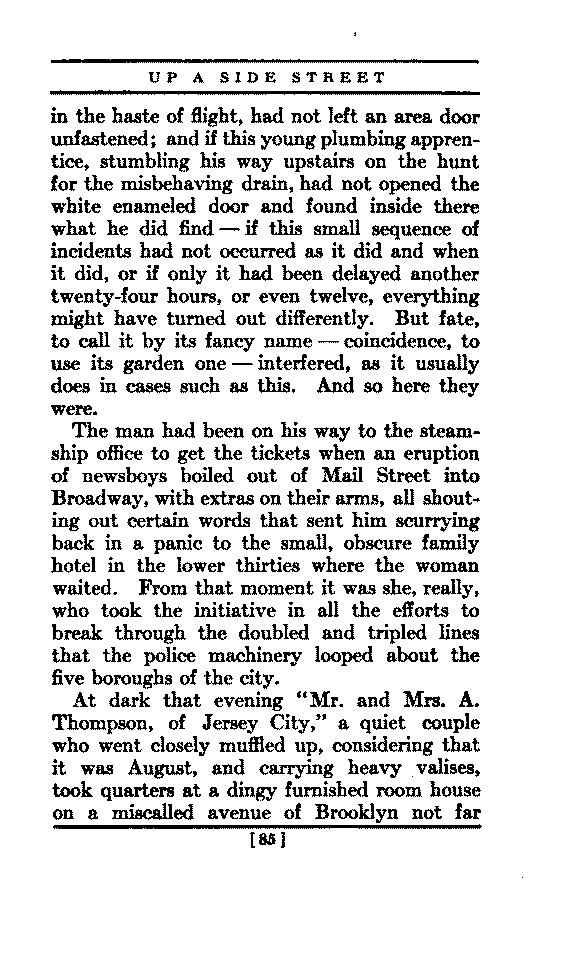 UP A SIDE STREET
in the haste of flight, had not left an area door
unfastened; and if this young plumbing appren-
tice, stumbling his way upstairs on the hunt
for the misbehaving drain, had not opened the
white enameled door and found inside there
what he did find — if this small sequence of
incidents had not occurred as it did and when
it did, or if only it had been delayed another
twenty-four hours, or even twelve, everything
might have turned out differently. But fate,
to call it by its fancy name — coincidence, to
use its garden one — interfered, as it usually
does in cases such as this. And so here they
were.
The man had been on his way to the steam-
ship office to get the tickets when an eruption
of newsboys boiled out of Mail Street into
Broadway, with extras on their arms, all shout-
ing out certain words that sent him scurrying
back in a panic to the small, obscure family
hotel in the lower thirties where the woman
waited. From that moment it was she, really,
who took the initiative in all the efforts to
break through the doubled and tripled lines
that the police machinery looped about the
five boroughs of the city.
At dark that evening "Mr. and Mrs. A.
Thompson, of Jersey City," a quiet couple
who went closely muffled up, considering that
it was August, and carrying heavy valises,
took quarters at a dingy furnished room house
on a miscalled avenue of Brooklyn not far
[85]